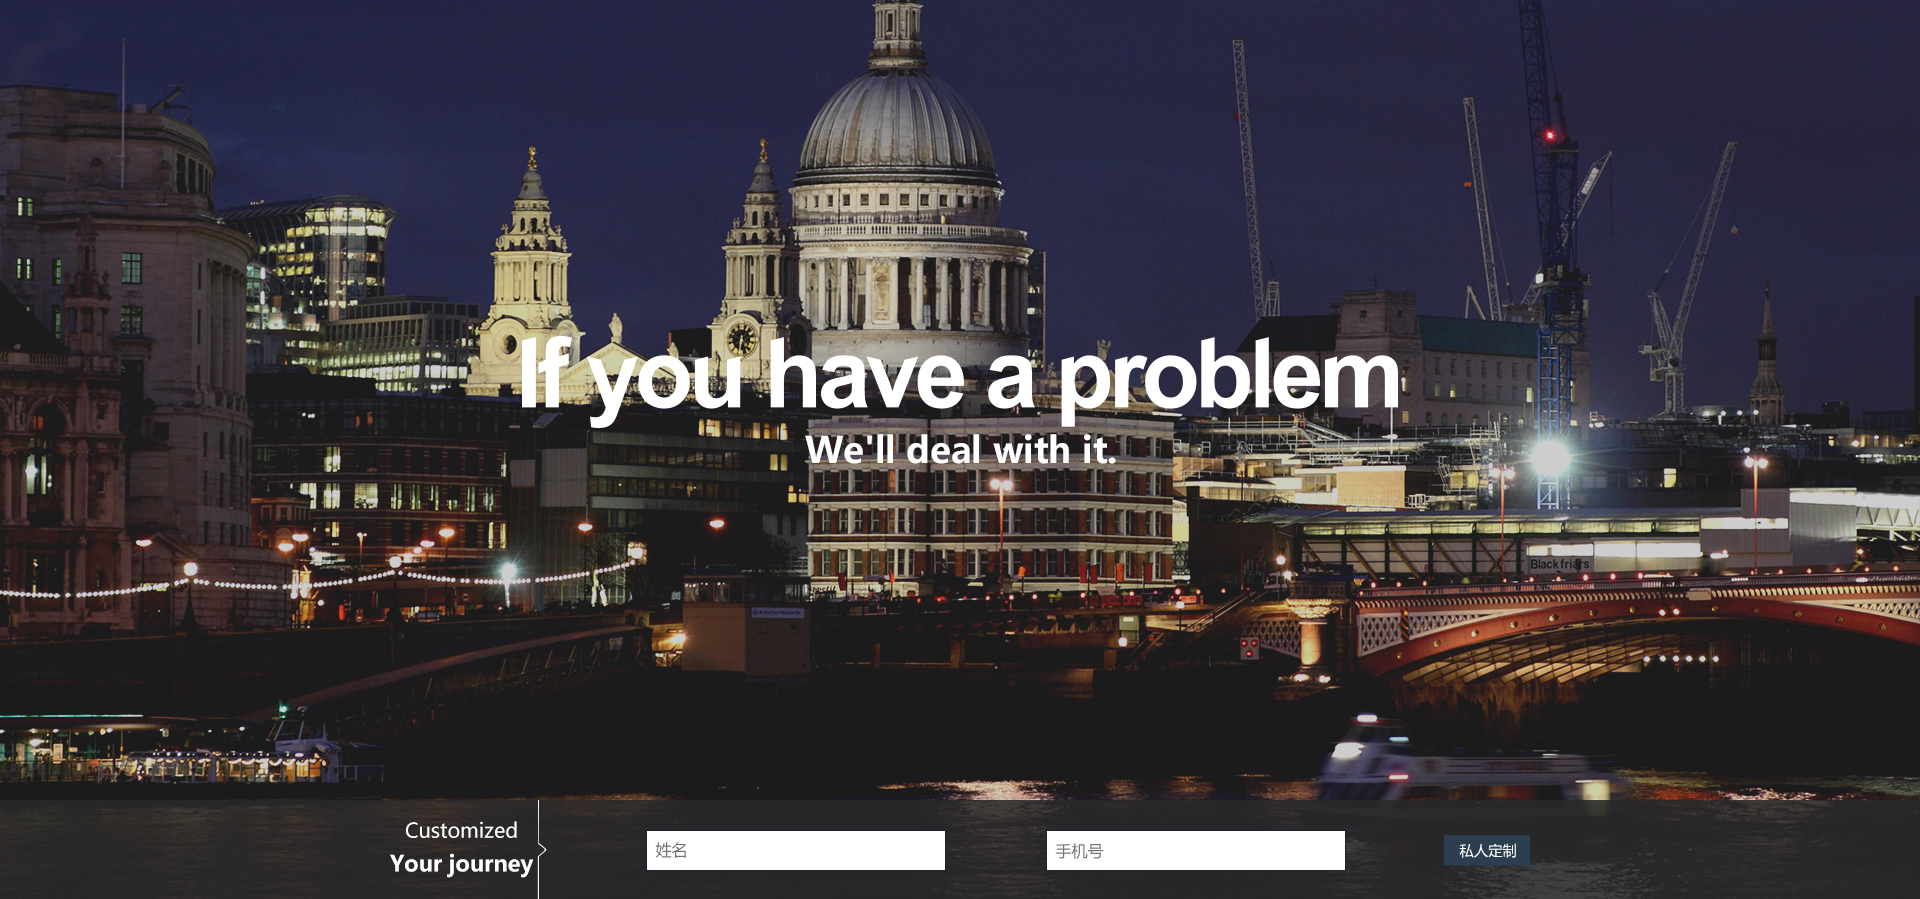 If you have a problem
We'll deal with it.
Blackfriars
Customized
Your journey
姓名
手机号
私人定制